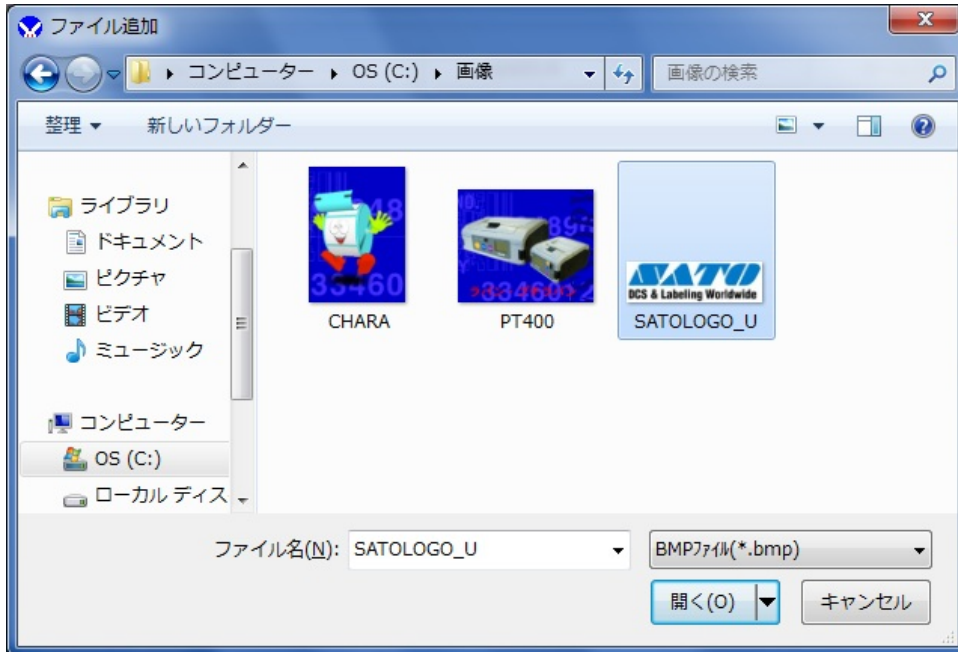 ファイル追加
コンピューター ▸ OS (C:) ▸ 画像
画像の検索
整理 ▼ 新しいフォルダー
ライブラリ
ドキュメント
ピクチャ
ビデオ
ミュージック
コンピューター
OS (C:)
ローカル ディス
33460
CHARA
PT400
SATO
DCS & Labeling Worldwide
SATOLOGO_U
ファイル名(N): SATOLOGO_U
BMPファイル(*.bmp)
開く(O)
キャンセル